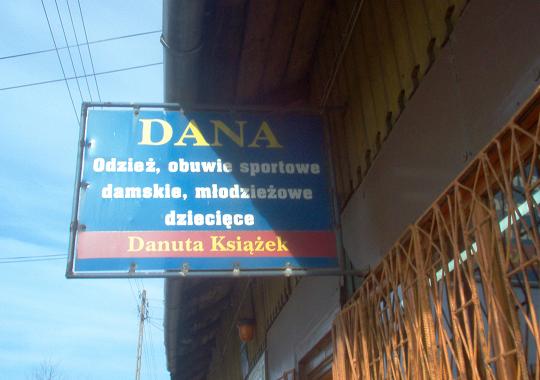 DANA
Odzież, obuwie sportowe
damskie, młodzieżowe
dziecięce
Danuta Książek